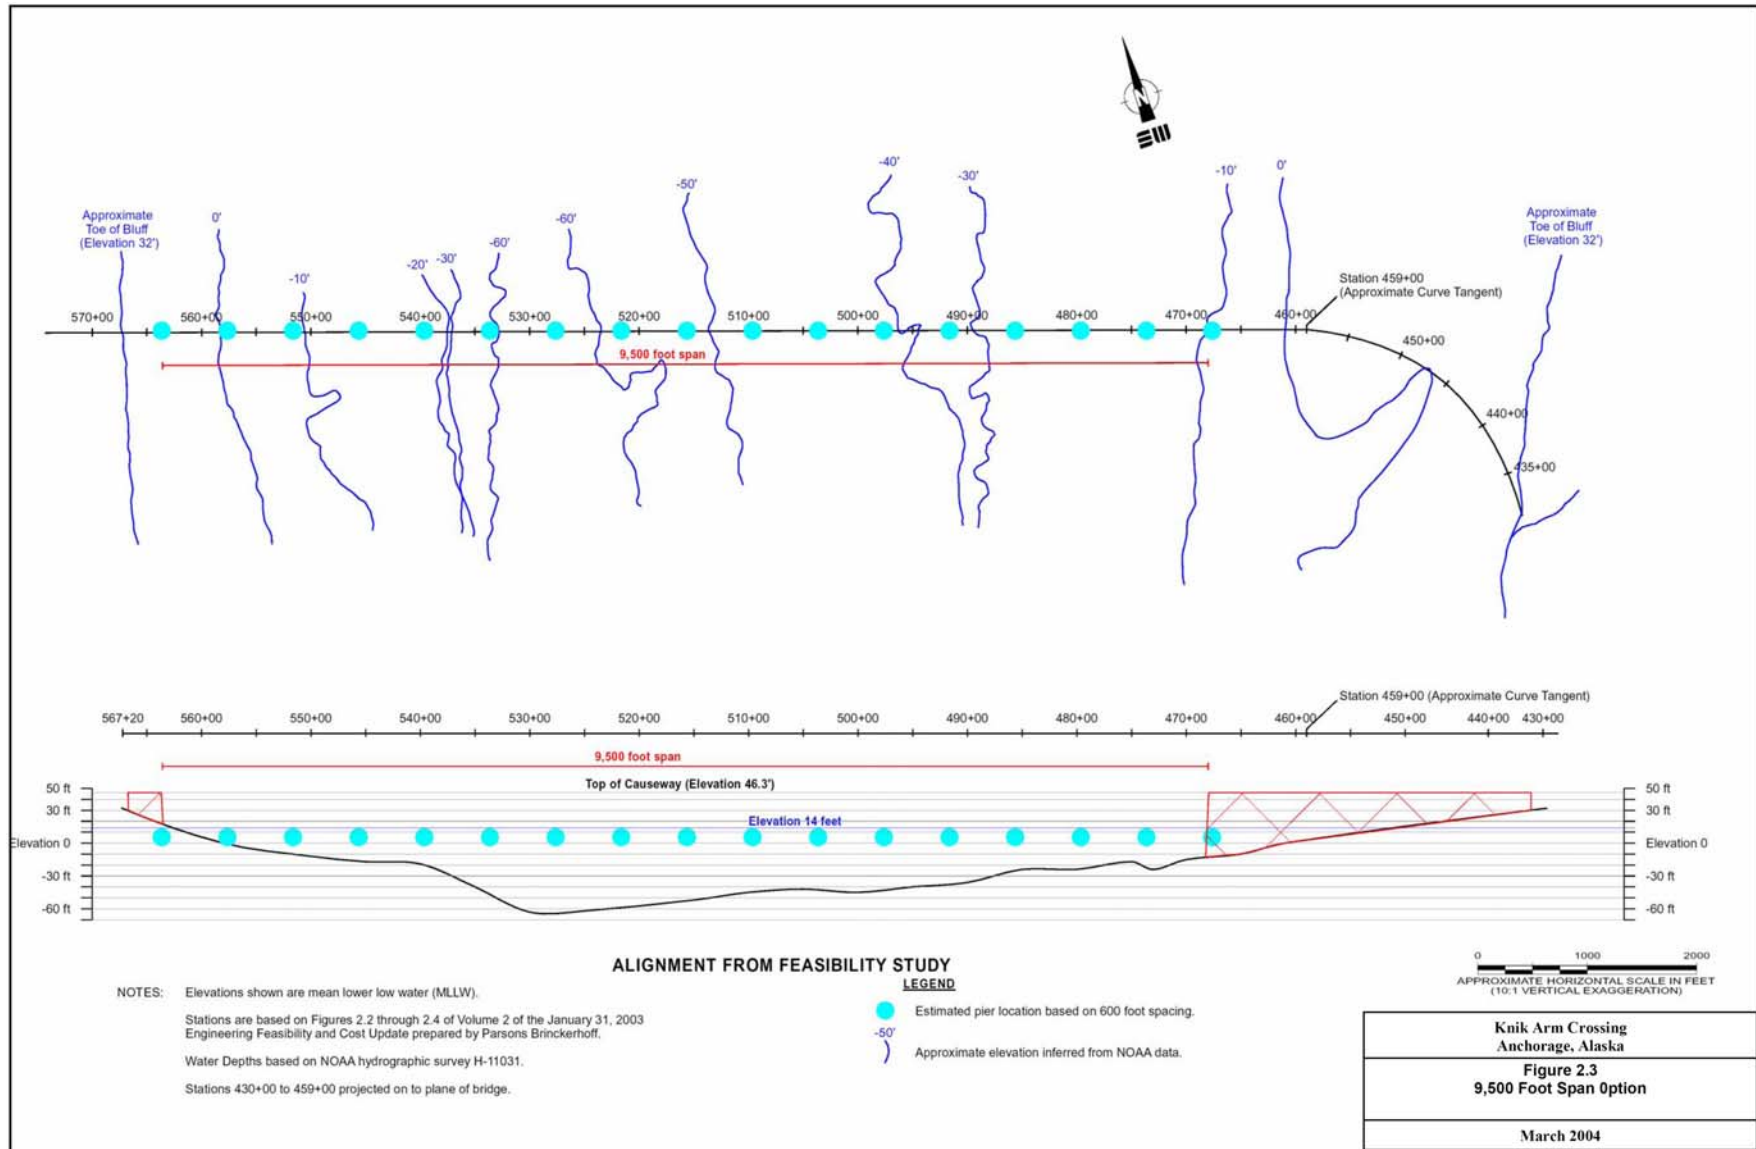 N
-40'
-30'
-10'
0'
-50'
Approximate
Toe of Bluff
(Elevation 32')
0'
-60'
-60'
-10'
-20'
-30'
Approximate
Toe of Bluff
(Elevation 32')
Station 459+00
(Approximate Curve Tangent)
570+00
560+00
550+00
540+00
530+00
520+00
510+00
500+00
490+00
480+00
470+00
460+00
450+00
440+00
435+00
9,500 foot span
Station 459+00 (Approximate Curve Tangent)
567+20
560+00
550+00
540+00
530+00
520+00
510+00
500+00
490+00
480+00
470+00
460+00
450+00
440+00
430+00
9,500 foot span
Top of Causeway (Elevation 46.3')
50 ft
30 ft
Elevation 0
-30 ft
-60 ft
Elevation 14 feet
50 ft
30 ft
Elevation 0
-30 ft
-60 ft
ALIGNMENT FROM FEASIBILITY STUDY
NOTES:
Elevations shown are mean lower low water (MLLW).
Stations are based on Figures 2.2 through 2.4 of Volume 2 of the January 31, 2003
Engineering Feasibility and Cost Update prepared by Parsons Brinckerhoff.
Water Depths based on NOAA hydrographic survey H-11031.
Stations 430+00 to 459+00 projected on to plane of bridge.
LEGEND
Estimated pier location based on 600 foot spacing.
-50'
Approximate elevation inferred from NOAA data.
0
1000
2000
APPROXIMATE HORIZONTAL SCALE IN FEET
(10:1 VERTICAL EXAGGERATION)
Knik Arm Crossing
Anchorage, Alaska
Figure 2.3
9,500 Foot Span 0ption
March 2004